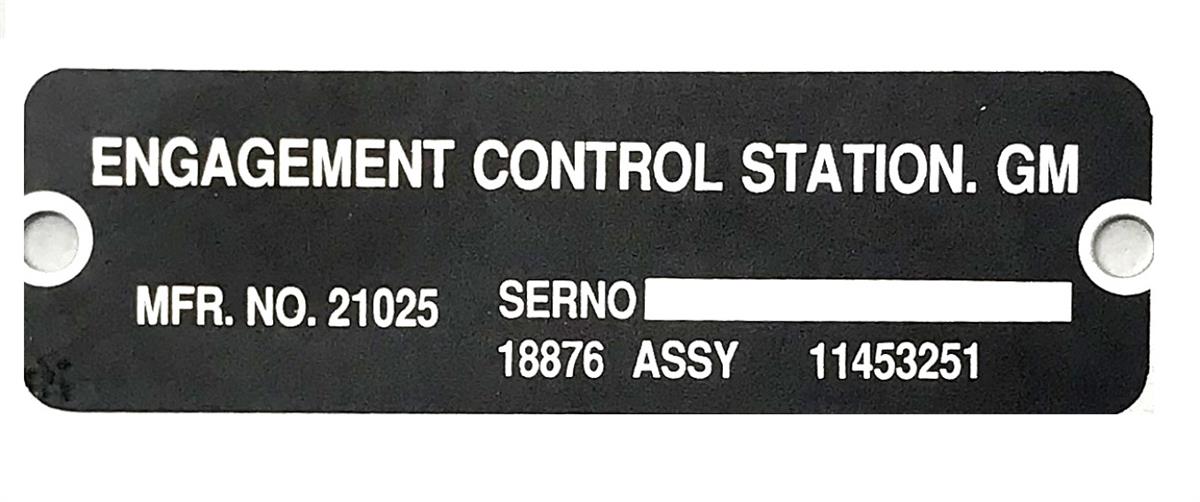 ENGAGEMENT CONTROL STATION. GM
MFR. NO. 21025 SERNO
18876 ASSY 11453251